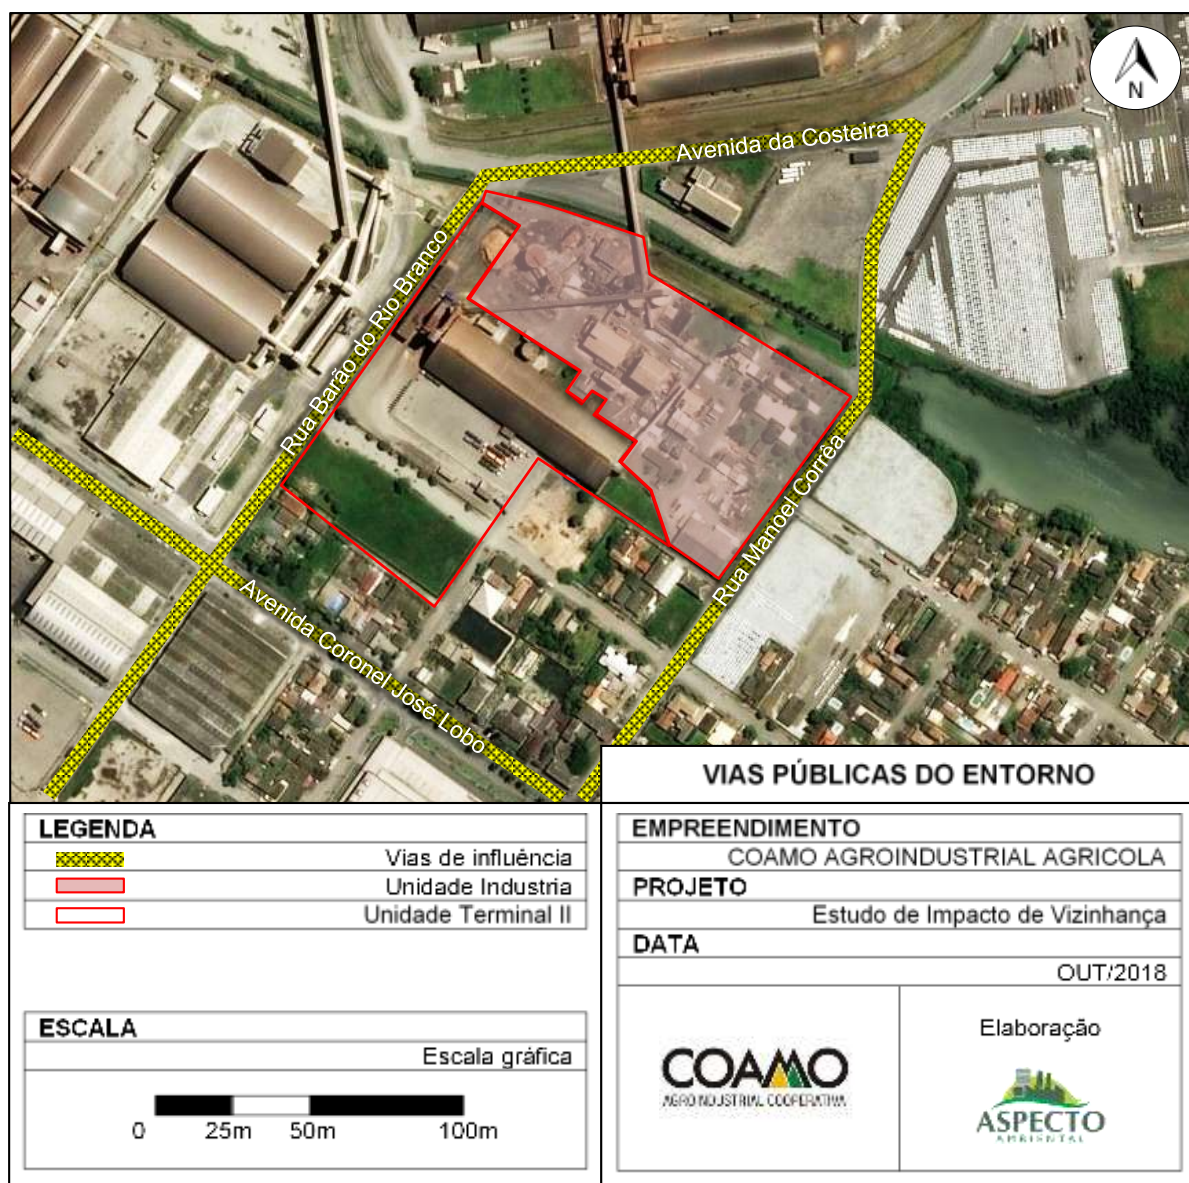 N
Avenida da Costeira
Rua Barão do Rio Branco
Rua Manoel Corrêa
Avenida Coronel José Lobo
VIAS PÚBLICAS DO ENTORNO
LEGENDA
Vias de influência
Unidade Industria
Unidade Terminal II
ESCALA
Escala gráfica
0 25m 50m 100m
EMPREENDIMENTO
COAMO AGROINDUSTRIAL AGRICOLA
PROJETO
Estudo de Impacto de Vizinhança
DATA
OUT/2018
COAMO
AGROINDUSTRIAL COOPERATIVA
Elaboração
ASPECTO
AMBIENTAL